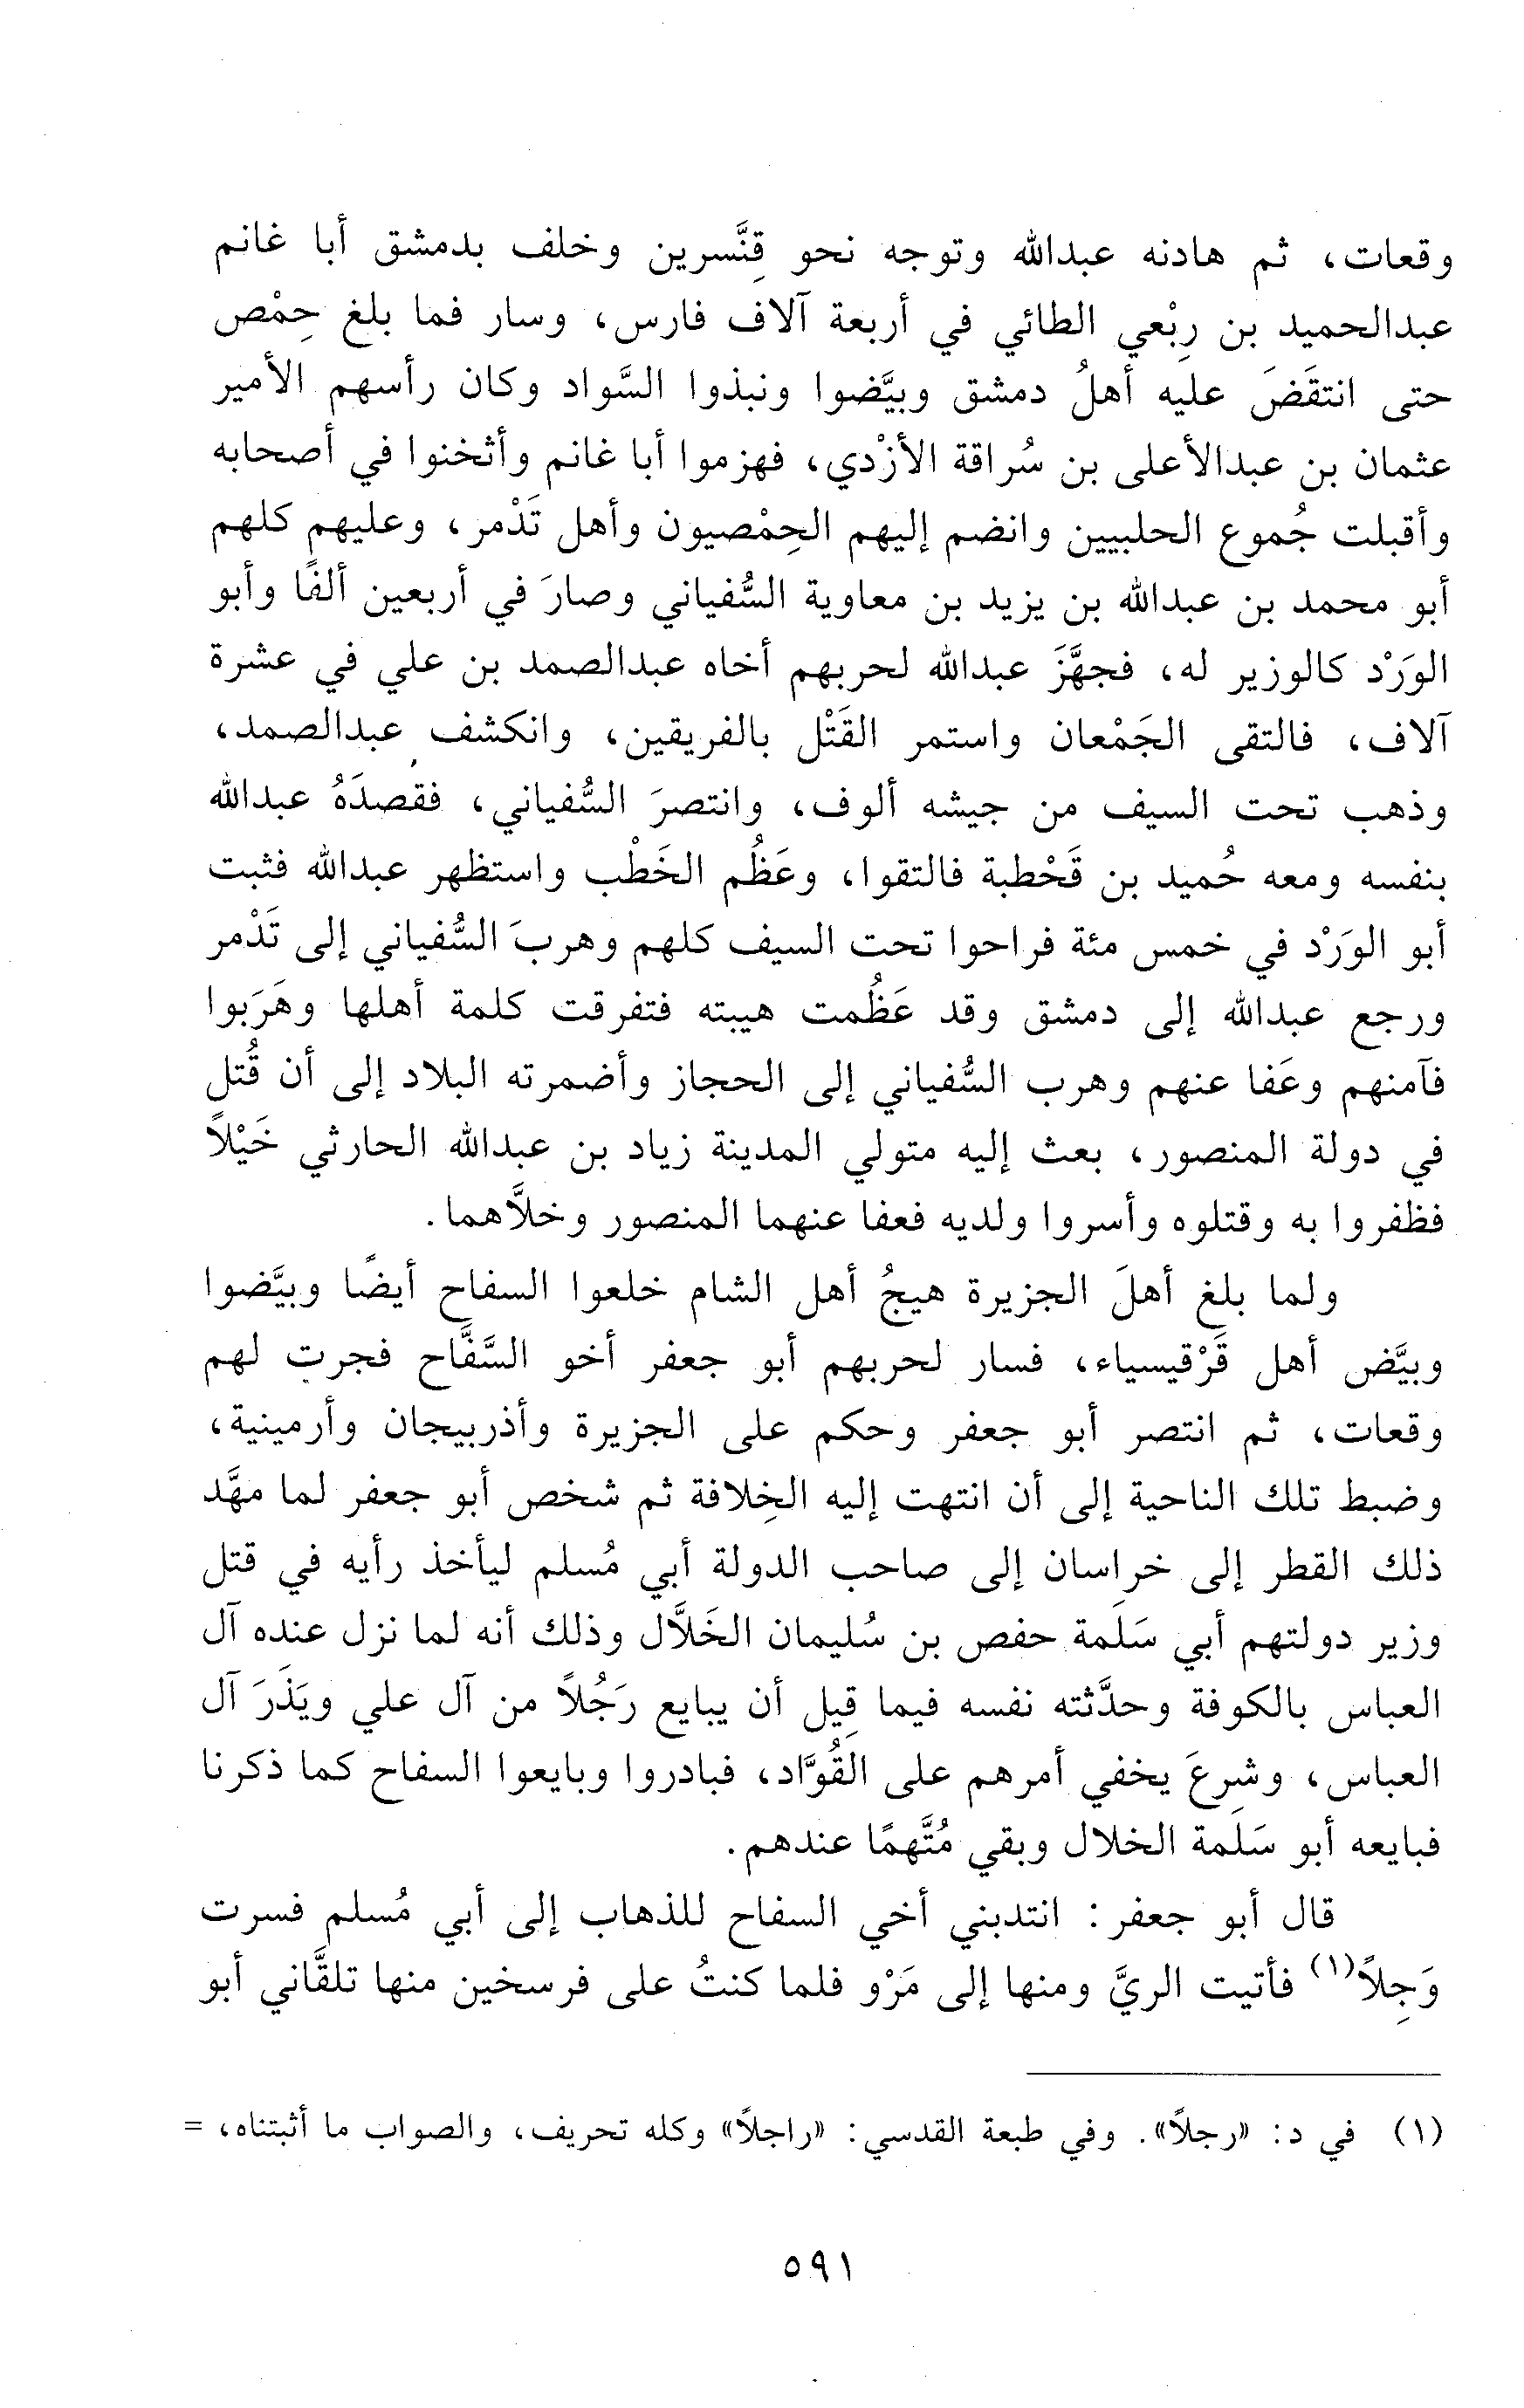 وقعات، ثم هادنه عبدالله وتوجه نحو قِنَّسرين وخلف بدمشق أبا غانم
عبدالحميد بن رِبْعي الطائي في أربعة آلاف فارس، وسار فما بلغ حِمْص
حتى انتقَضَ عليه أهلُ دمشق وبيَّضوا ونبذوا السَّواد وكان رأسهم الأمير
عثمان بن عبدالأعلى بن سُراقة الأزْدي، فهزموا أبا غانم وأثخنوا في أصحابه
وأقبلت جُموع الحلبيين وانضم إليهم الحِمْصيون وأهل تَدْمر، وعليهم كلهم
أبو محمد بن عبدالله بن يزيد بن معاوية السُّفياني وصارَ في أربعين ألفًا وأبو
الوَرْد كالوزير له، فجهَّزَ عبدالله لحربهم أخاه عبدالصمد بن علي في عشرة
آلاف، فالتقى الجَمْعان واستمر القَتْل بالفريقين، وانكشف عبدالصمد،
وذهب تحت السيف من جيشه ألوف، وانتصرَ السُّفياني، فقصدَهُ عبدالله
بنفسه ومعه حُميد بن قَحْطبة فالتقوا، وعَظُم الخَطْب واستظهر عبدالله فثبت
أبو الوَرْد في خمس مئة فراحوا تحت السيف كلهم وهربَ السُّفياني إلى تَدْمر
ورجع عبدالله إلى دمشق وقد عَظُمت هيبته فتفرقت كلمة أهلها وهَرَبوا
فآمنهم وعَفا عنهم وهرب السُّفياني إلى الحجاز وأضمرته البلاد إلى أن قُتل
في دولة المنصور، بعث إليه متولي المدينة زياد بن عبدالله الحارثي خَيْلاً
فظفروا به وقتلوه وأسروا ولديه فعفا عنهما المنصور وخلاَّهما.
ولما بلغ أهلَ الجزيرة هيجُ أهل الشام خلعوا السفاح أيضًا وبيَّضوا
وبيَّض أهل قَرْقيسياء، فسار لحربهم أبو جعفر أخو السَّفَّاح فجرت لهم
وقعات، ثم انتصر أبو جعفر وحكم على الجزيرة وأذربيجان وأرمينية،
وضبط تلك الناحية إلى أن انتهت إليه الخِلافة ثم شخص أبو جعفر لما مهَّد
ذلك القطر إلى خراسان إلى صاحب الدولة أبي مُسلم ليأخذ رأيه في قتل
وزير دولتهم أبي سَلَمة حفص بن سُليمان الخَلاَّل وذلك أنه لما نزل عنده آل
العباس بالكوفة وحدَّثته نفسه فيما قِيل أن يبايع رَجُلاً من آل علي ويَذَرَ آل
العباس، وشرعَ يخفي أمرهم على القُوَّاد، فبادروا وبايعوا السفاح كما ذكرنا
فبايعه أبو سَلَمة الخلال وبقي مُتَّهمًا عندهم.
قال أبو جعفر: انتدبني أخي السفاح للذهاب إلى أبي مُسلم فسرت
وَجِلاً(١) فأتيت الريَّ ومنها إلى مَرْو فلما كنتُ على فرسخين منها تلقَّاني أبو
(١) في د: «رجلاً». وفي طبعة القدسي: «راجلاً» وكله تحريف، والصواب ما أثبتناه، =
٥٩١